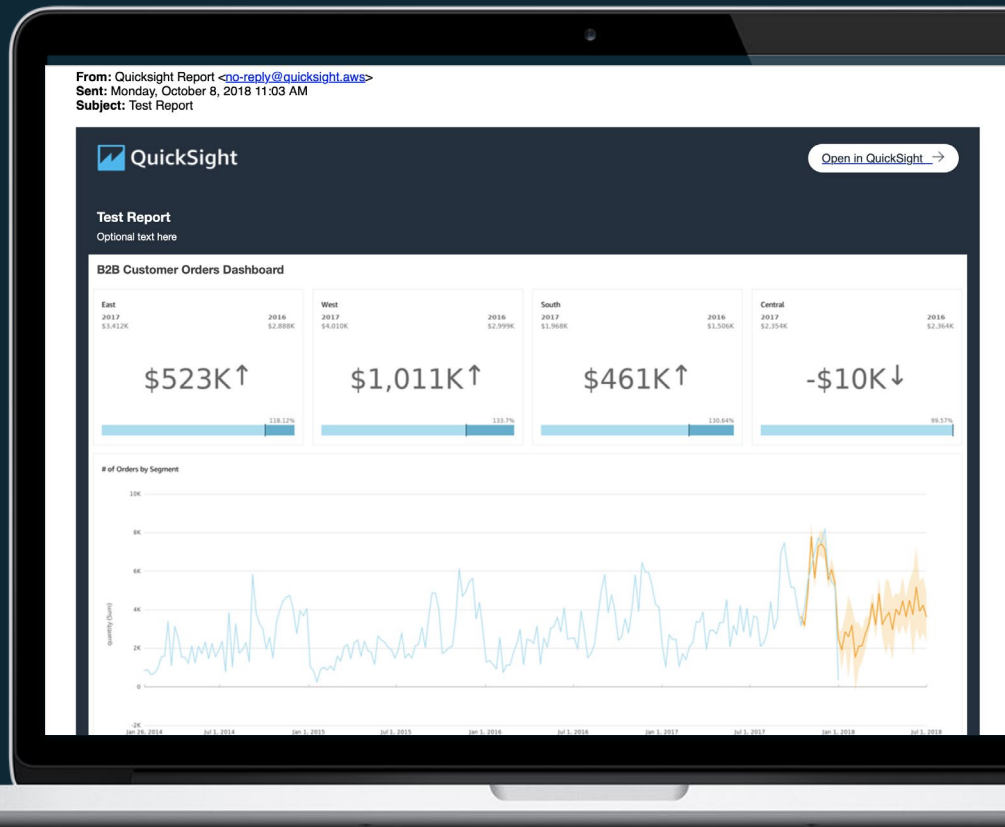 From: Quicksight Report <no-reply@quicksight.aws>
Sent: Monday, October 8, 2018 11:03 AM
Subject: Test Report
QuickSight
Open in QuickSight →
Test Report
Optional text here
B2B Customer Orders Dashboard
East
2017 2016
$3,412K $2,888K
$523K↑
118.12%
West
2017 2016
$4,010K $2,999K
$1,011K↑
133.7%
South
2017 2016
$1,968K $1,506K
$461K↑
130.64%
Central
2017 2016
$2,354K $2,364K
-$10K↓
99.57%
# of Orders by Segment
quantity (Sum)
10K
8K
6K
4K
2K
0
-2K
Jan 26, 2014 Jul 1, 2014 Jan 1, 2015 Jul 1, 2015 Jan 1, 2016 Jul 1, 2016 Jan 1, 2017 Jul 1, 2017 Jan 1, 2018 Jul 1, 2018